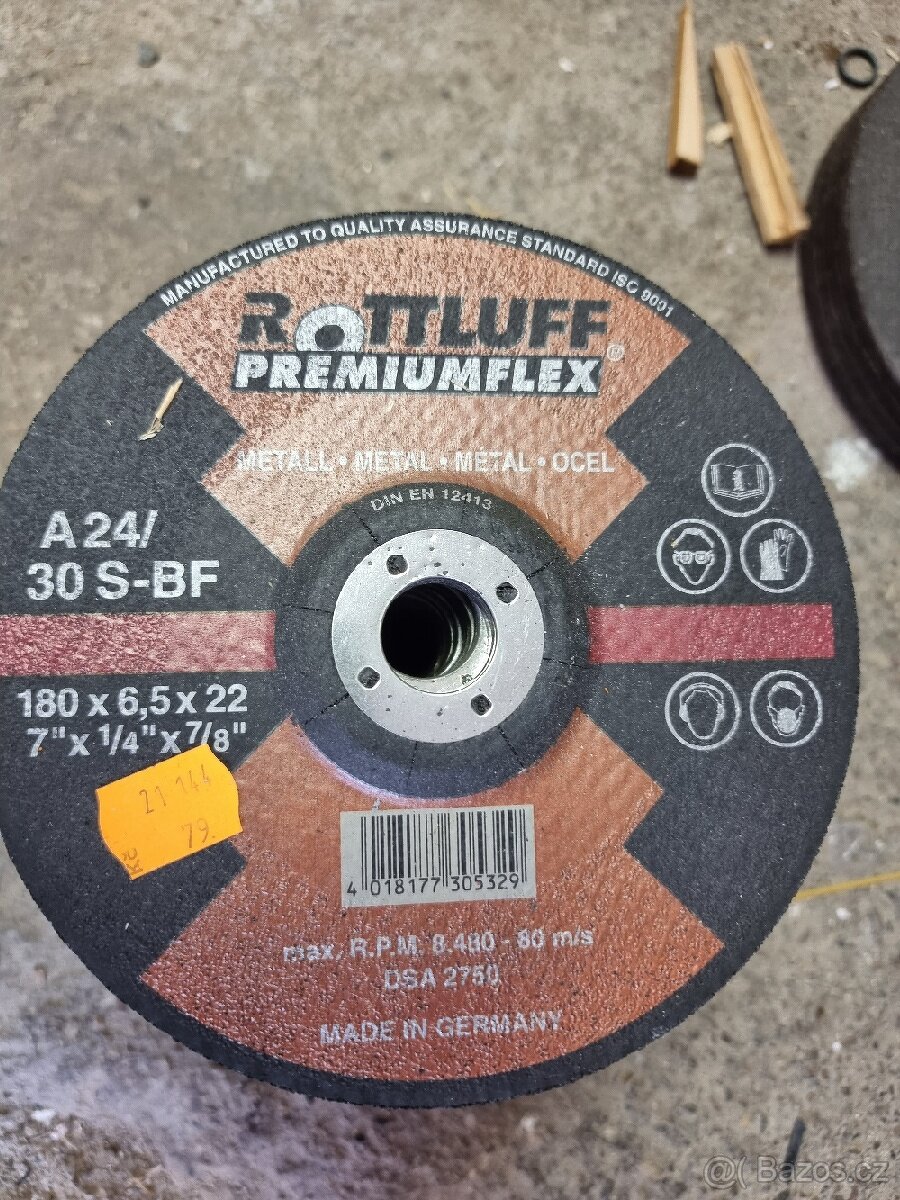 MANUFACTURED TO QUALITY ASSURANCE STANDARD ISO 9001
ROTTLUFF
PREMIUMFLEX®
METALL • METAL • METAL • OCEL
DIN EN 12413
A 24/
30 S-BF
180 x 6,5 x 22
7" x 1/4" x 7/8"
21 144
79
Kč
4 018177 305329
max. R.P.M. 8.480 - 80 m/s
DSA 2750
MADE IN GERMANY
@( Bazos.cz